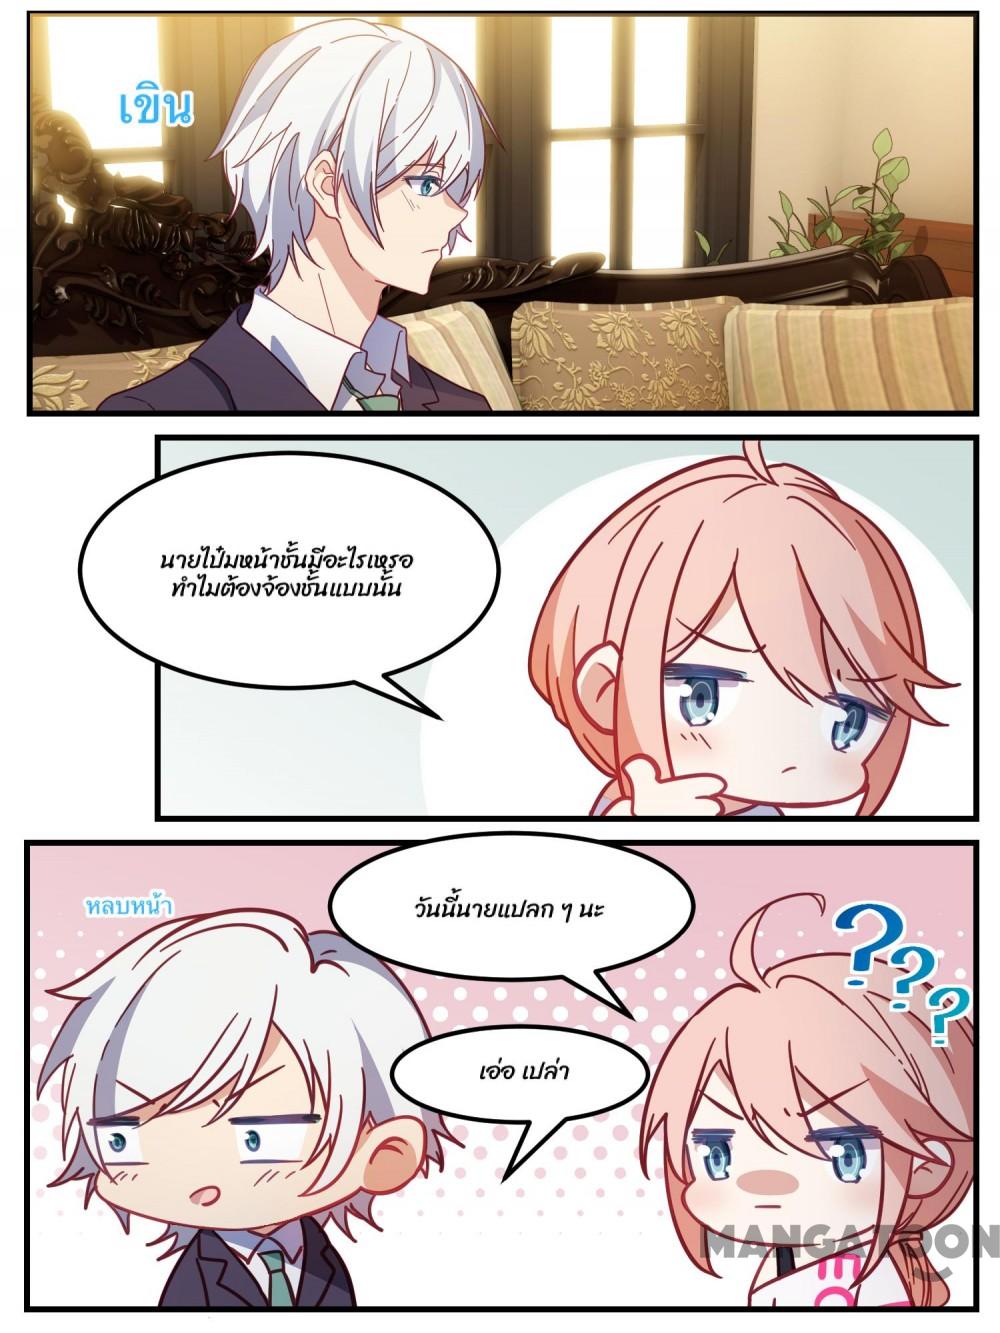 เขิน
นายไป๋มหน้าชั้นมีอะไรเหรอ
ทำไมต้องจ้องชั้นแบบนั้น
วันนี้นายแปลก ๆ นะ
หลบหน้า
???
เอ่อ เปล่า
MANGATOON